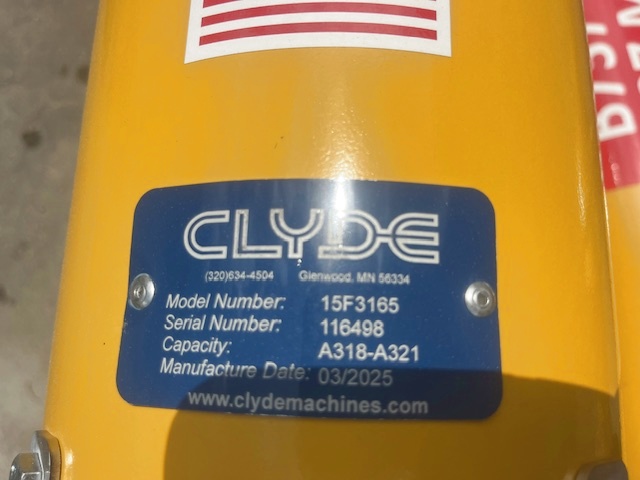 CLYDE
(320)634-4504 Glenwood, MN 56334
Model Number: 15F3165
Serial Number: 116498
Capacity: A318-A321
Manufacture Date: 03/2025
www.clydemachines.com